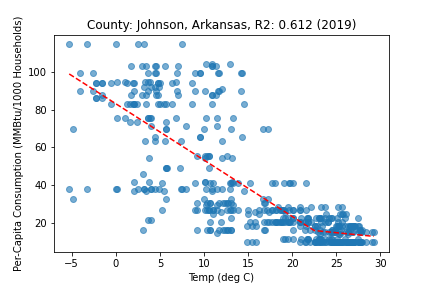 County: Johnson, Arkansas, R2: 0.612 (2019)
Per-Capita Consumption (MMBtu/1000 Households)
100
80
60
40
20
−5 0 5 10 15 20 25 30
Temp (deg C)